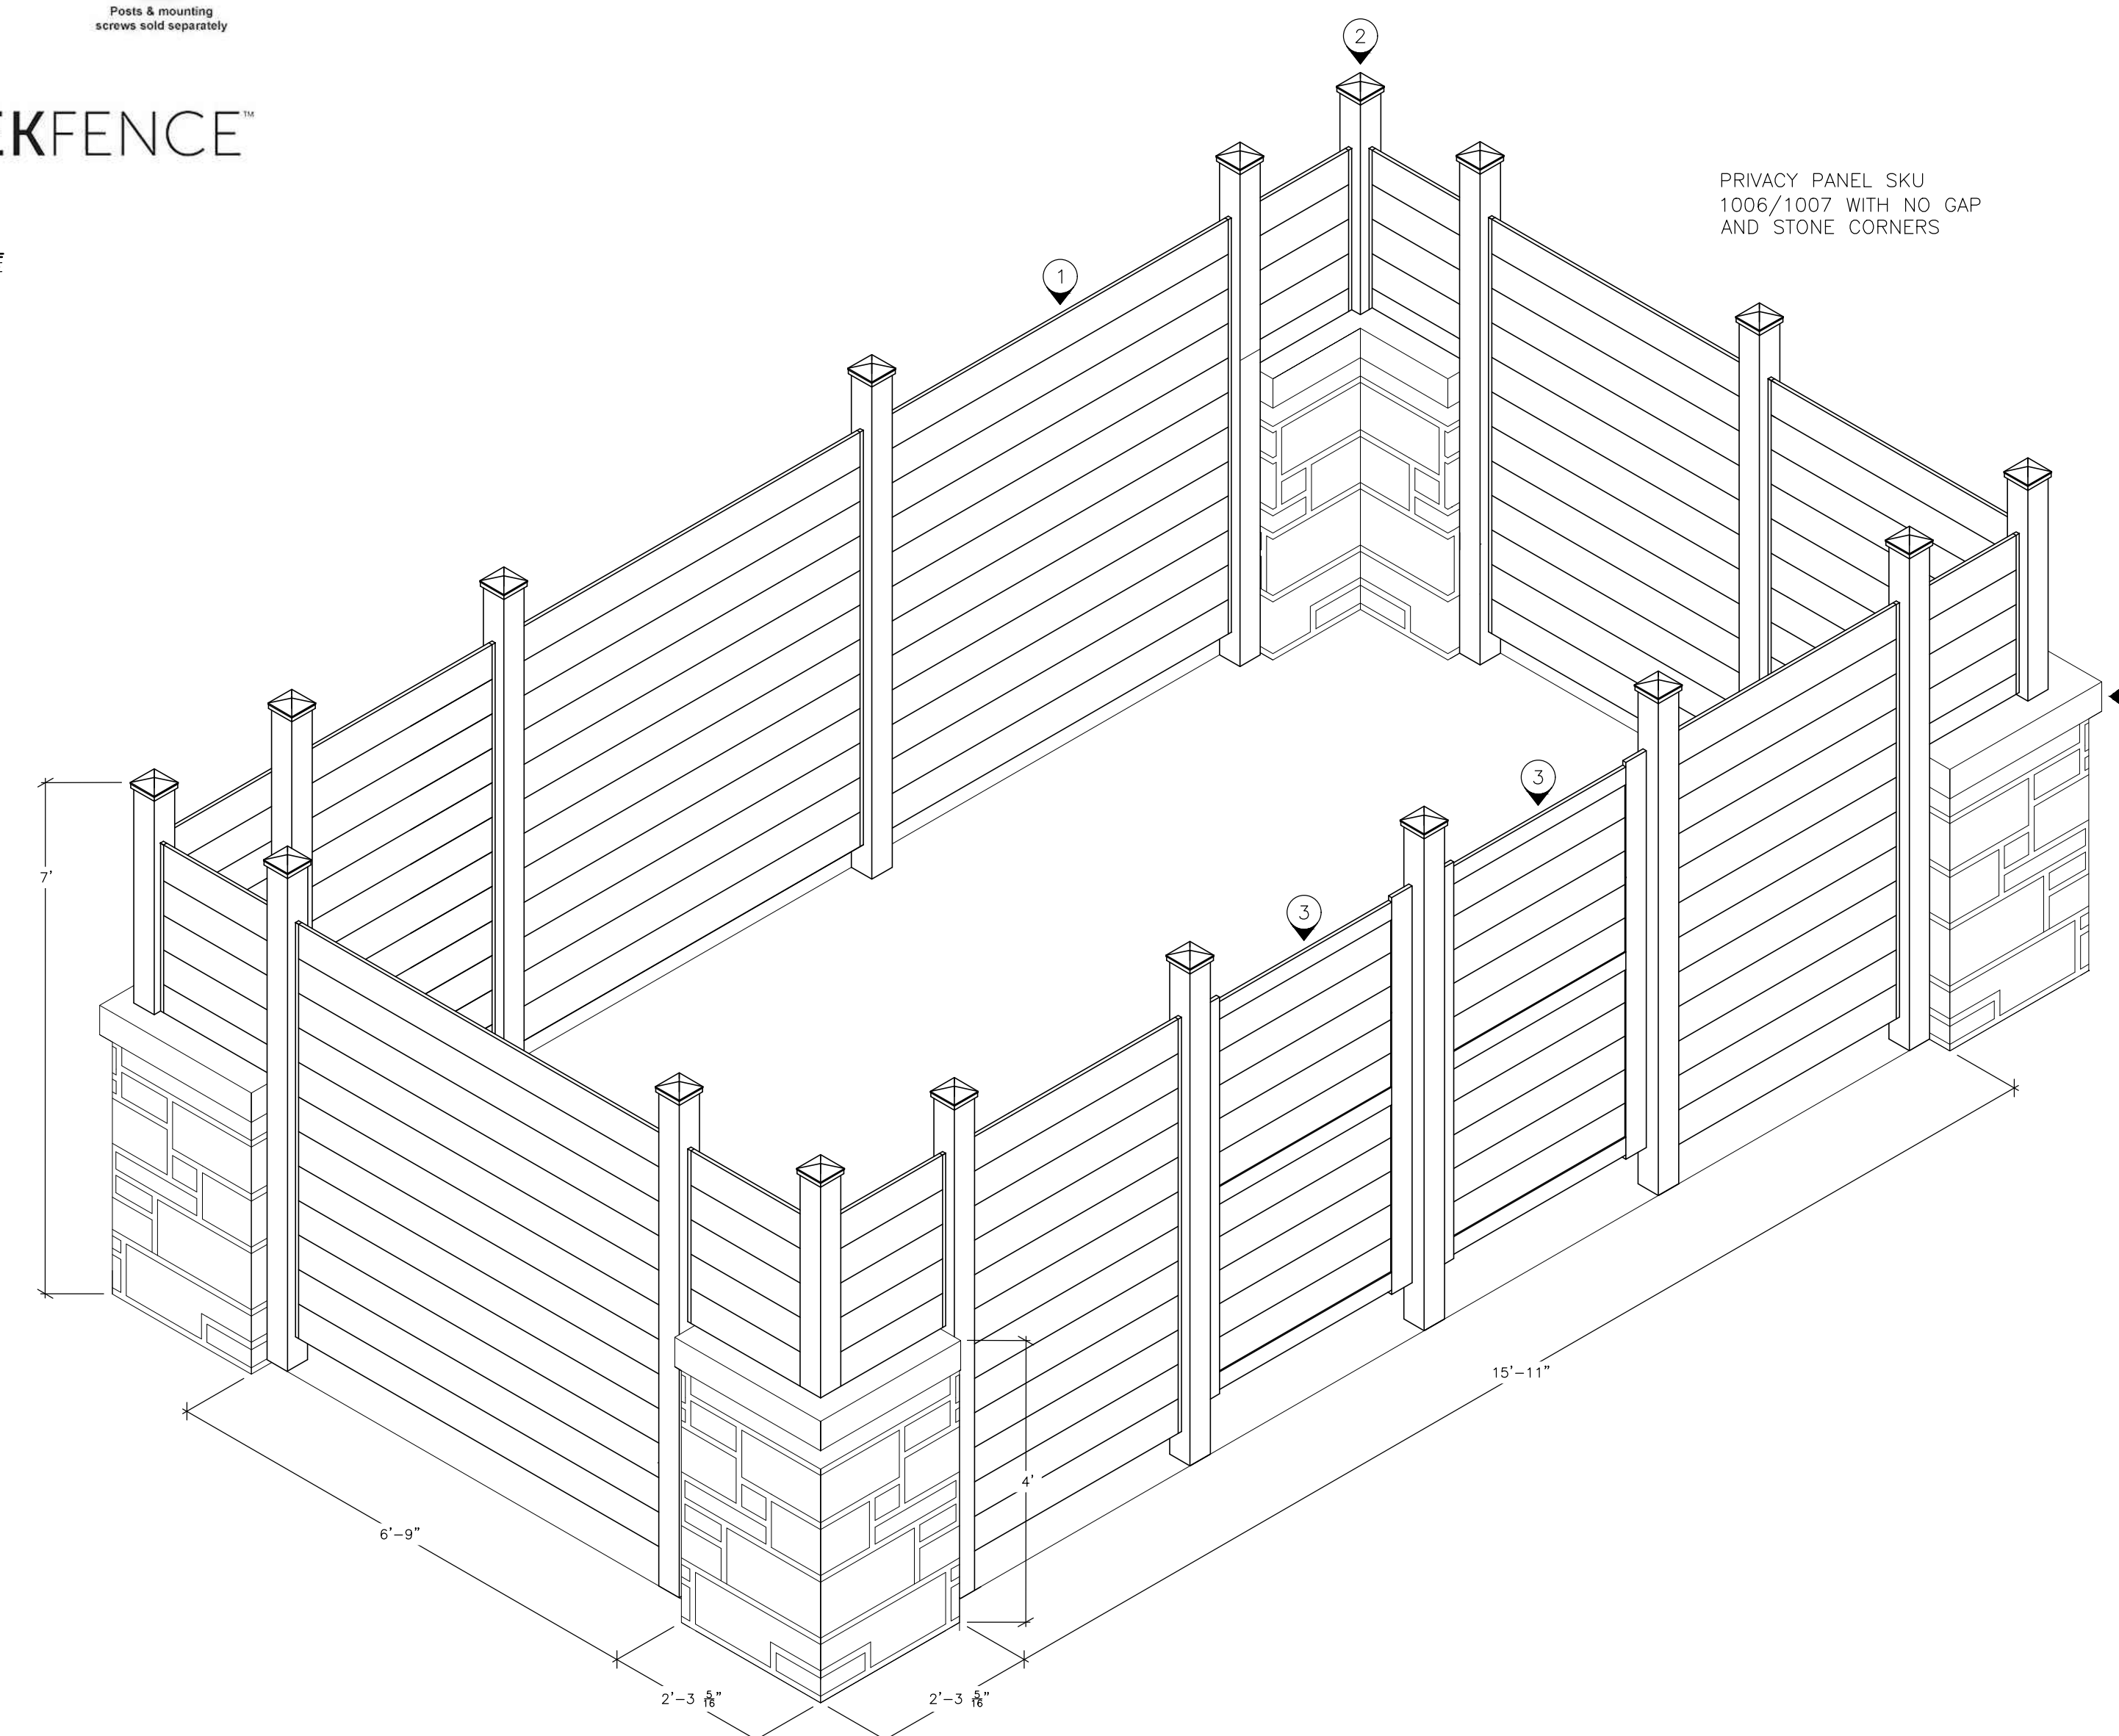 Posts & mounting
screws sold separately
EKFENCE™
2
PRIVACY PANEL SKU
1006/1007 WITH NO GAP
AND STONE CORNERS
1
3
7'
3
15'-11"
4'
6'-9"
2'-3 5/16"
2'-3 5/16"